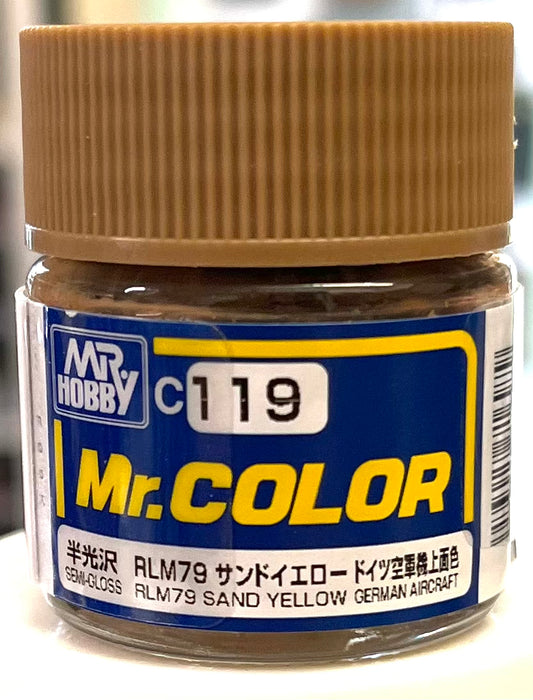 MR HOBBY
C119
Mr.COLOR
半光沢 RLM79 サンドイエロー ドイツ空軍機上面色
SEMI-GLOSS RLM79 SAND YELLOW GERMAN AIRCRAFT